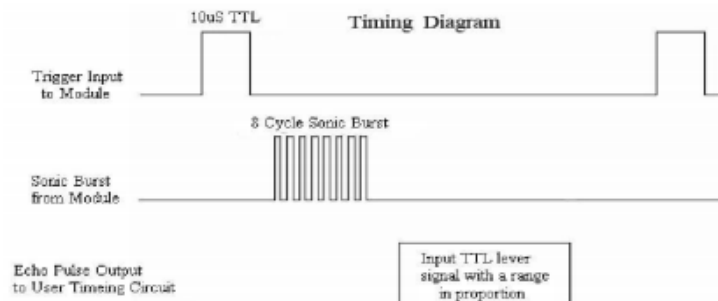 10uS TTL
Timing Diagram
Trigger Input
to Module
8 Cycle Sonic Burst
Sonic Burst
from Module
Echo Pulse Output
to User Timeing Circuit
Input TTL lever
signal with a range
in proportion